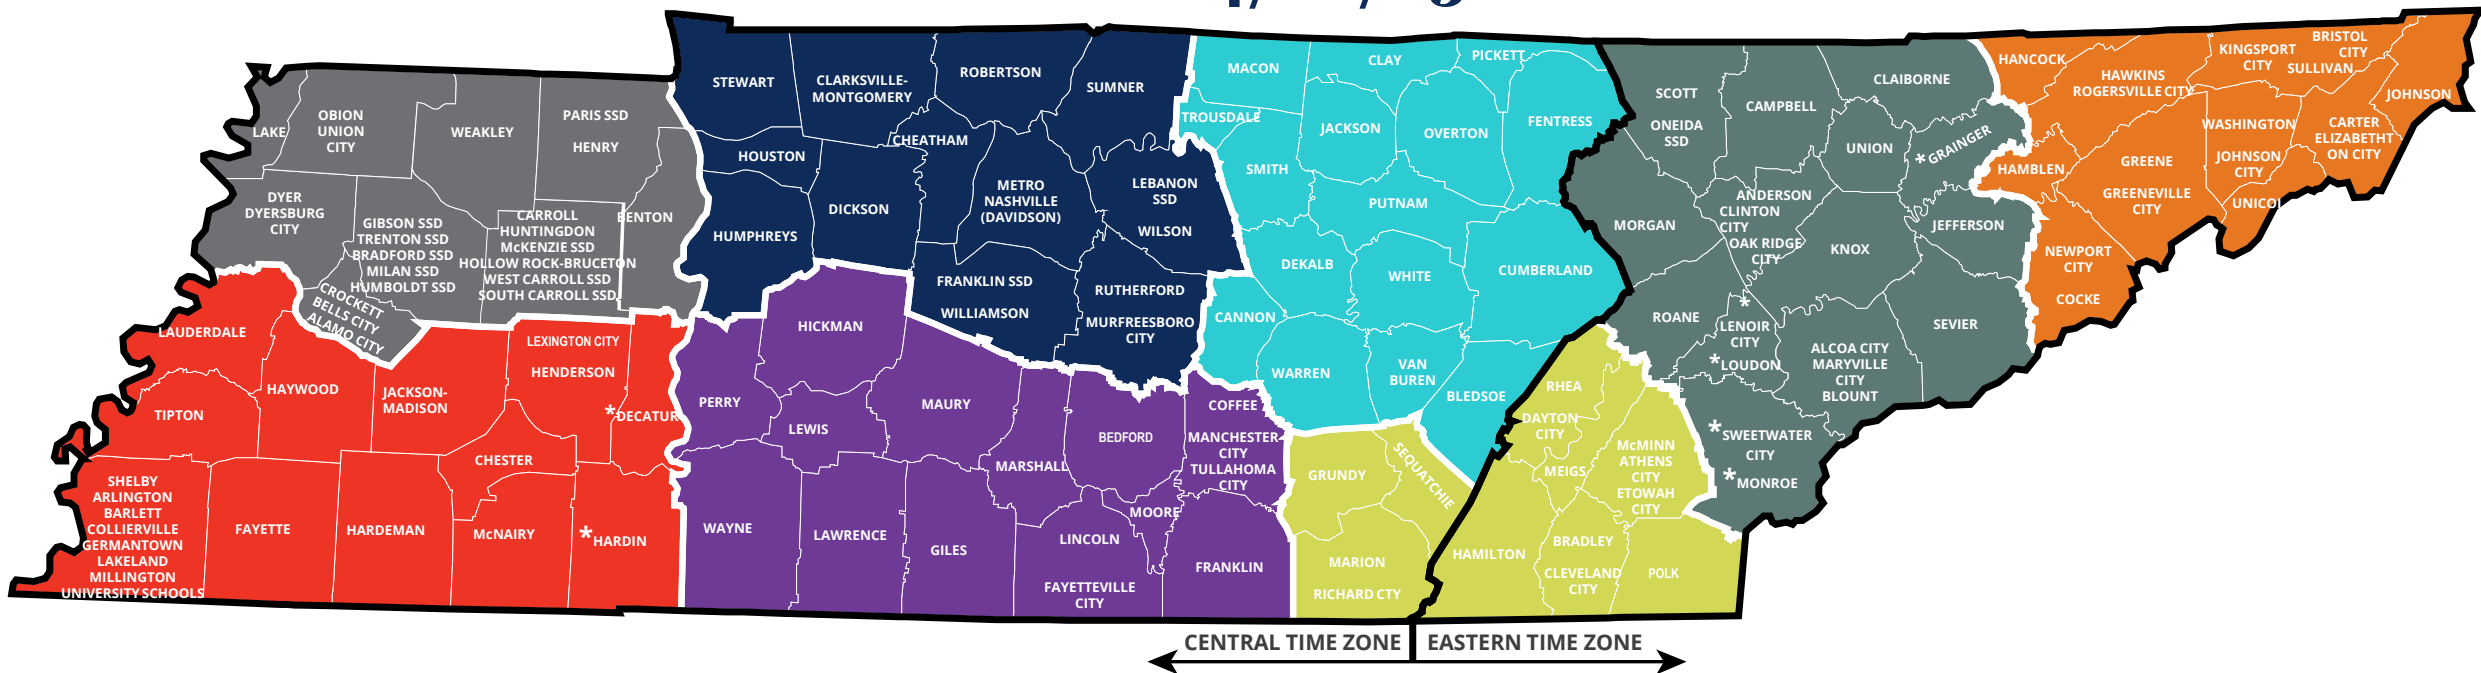 LAKE
OBION
UNION
CITY
WEAKLEY
PARIS SSD
HENRY
BENTON
DYER
DYERSBURG
CITY
GIBSON SSD
TRENTON SSD
BRADFORD SSD
MILAN SSD
HUMBOLDT SSD
CARROLL
HUNTINGDON
McKENZIE SSD
HOLLOW ROCK-BRUCETON
WEST CARROLL SSD
SOUTH CARROLL SSD
CROCKETT
BELLS CITY
ALAMO CITY
LAUDERDALE
TIPTON
HAYWOOD
JACKSON-
MADISON
LEXINGTON CITY
HENDERSON
*DECATUR
CHESTER
SHELBY
ARLINGTON
BARLETT
COLLIERVILLE
GERMANTOWN
LAKELAND
MILLINGTON
UNIVERSITY SCHOOLS
FAYETTE
HARDEMAN
McNAIRY
*HARDIN
STEWART
CLARKSVILLE-
MONTGOMERY
ROBERTSON
SUMNER
HOUSTON
CHEATHAM
HUMPHREYS
DICKSON
METRO
NASHVILLE
(DAVIDSON)
LEBANON
SSD
WILSON
FRANKLIN SSD
WILLIAMSON
RUTHERFORD
MURFREESBORO
CITY
HICKMAN
PERRY
LEWIS
MAURY
MARSHALL
BEDFORD
COFFEE
MANCHESTER
CITY
TULLAHOMA
CITY
WAYNE
LAWRENCE
GILES
LINCOLN
FAYETTEVILLE
CITY
MOORE
FRANKLIN
MACON
CLAY
PICKETT
TROUSDALE
JACKSON
OVERTON
FENTRESS
SMITH
PUTNAM
DEKALB
WHITE
CUMBERLAND
CANNON
WARREN
VAN
BUREN
BLEDSOE
GRUNDY
SEQUATCHIE
MARION
RICHARD CTY
RHEA
DAYTON
CITY
MEIGS
McMINN
ATHENS
CITY
ETOWAH
CITY
HAMILTON
BRADLEY
CLEVELAND
CITY
POLK
SCOTT
ONEIDA
SSD
CAMPBELL
CLAIBORNE
UNION
*GRAINGER
MORGAN
ANDERSON
CLINTON
CITY
OAK RIDGE
CITY
KNOX
JEFFERSON
ROANE
*
LENOIR
CITY
*LOUDON
ALCOA CITY
MARYVILLE
CITY
BLOUNT
SEVIER
*SWEETWATER
CITY
*MONROE
HANCOCK
HAWKINS
ROGERSVILLE CITY
KINGSPORT
CITY
BRISTOL
CITY
SULLIVAN
JOHNSON
HAMBLEN
GREENE
GREENEVILLE
CITY
WASHINGTON
JOHNSON
CITY
CARTER
ELIZABETHT
ON CITY
UNICOI
NEWPORT
CITY
COCKE
CENTRAL TIME ZONE
EASTERN TIME ZONE